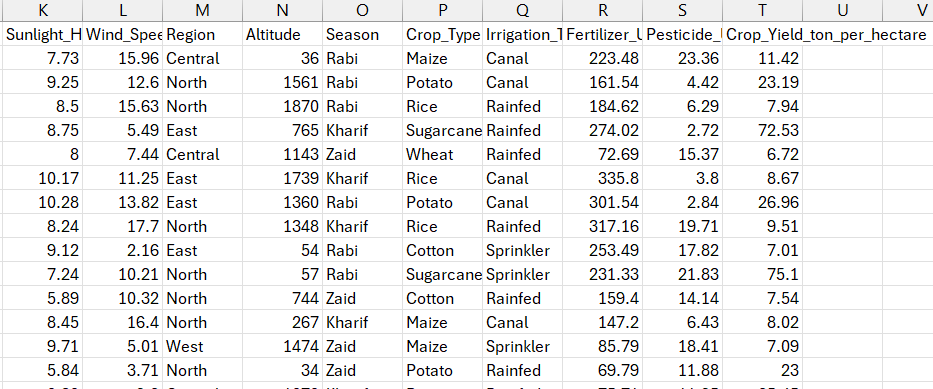 K L M N O P Q R S T U V
Sunlight_H Wind_Spee Region Altitude Season Crop_Type Irrigation_T Fertilizer_U Pesticide_U Crop_Yield_ton_per_hectare
7.73 15.96 Central 36 Rabi Maize Canal 223.48 23.36 11.42
9.25 12.6 North 1561 Rabi Potato Canal 161.54 4.42 23.19
8.5 15.63 North 1870 Rabi Rice Rainfed 184.62 6.29 7.94
8.75 5.49 East 765 Kharif Sugarcane Rainfed 274.02 2.72 72.53
8 7.44 Central 1143 Zaid Wheat Rainfed 72.69 15.37 6.72
10.17 11.25 East 1739 Kharif Rice Canal 335.8 3.8 8.67
10.28 13.82 East 1360 Rabi Potato Canal 301.54 2.84 26.96
8.24 17.7 North 1348 Kharif Rice Rainfed 317.16 19.71 9.51
9.12 2.16 East 54 Rabi Cotton Sprinkler 253.49 17.82 7.01
7.24 10.21 North 57 Rabi Sugarcane Sprinkler 231.33 21.83 75.1
5.89 10.32 North 744 Zaid Cotton Rainfed 159.4 14.14 7.54
8.45 16.4 North 267 Kharif Maize Canal 147.2 6.43 8.02
9.71 5.01 West 1474 Zaid Maize Sprinkler 85.79 18.41 7.09
5.84 3.71 North 34 Zaid Potato Rainfed 69.79 11.88 23